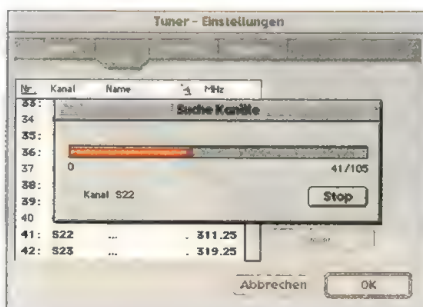 Tuner - Einstellungen
Nr. Kanal Name MHz
33:
34
35:
36:
37
38:
39:
40
41: S22 ... . 311.25
42: S23 ... . 319.25
Suche Kanäle
0 41/105
Kanal S22
Stop
Abbrechen OK